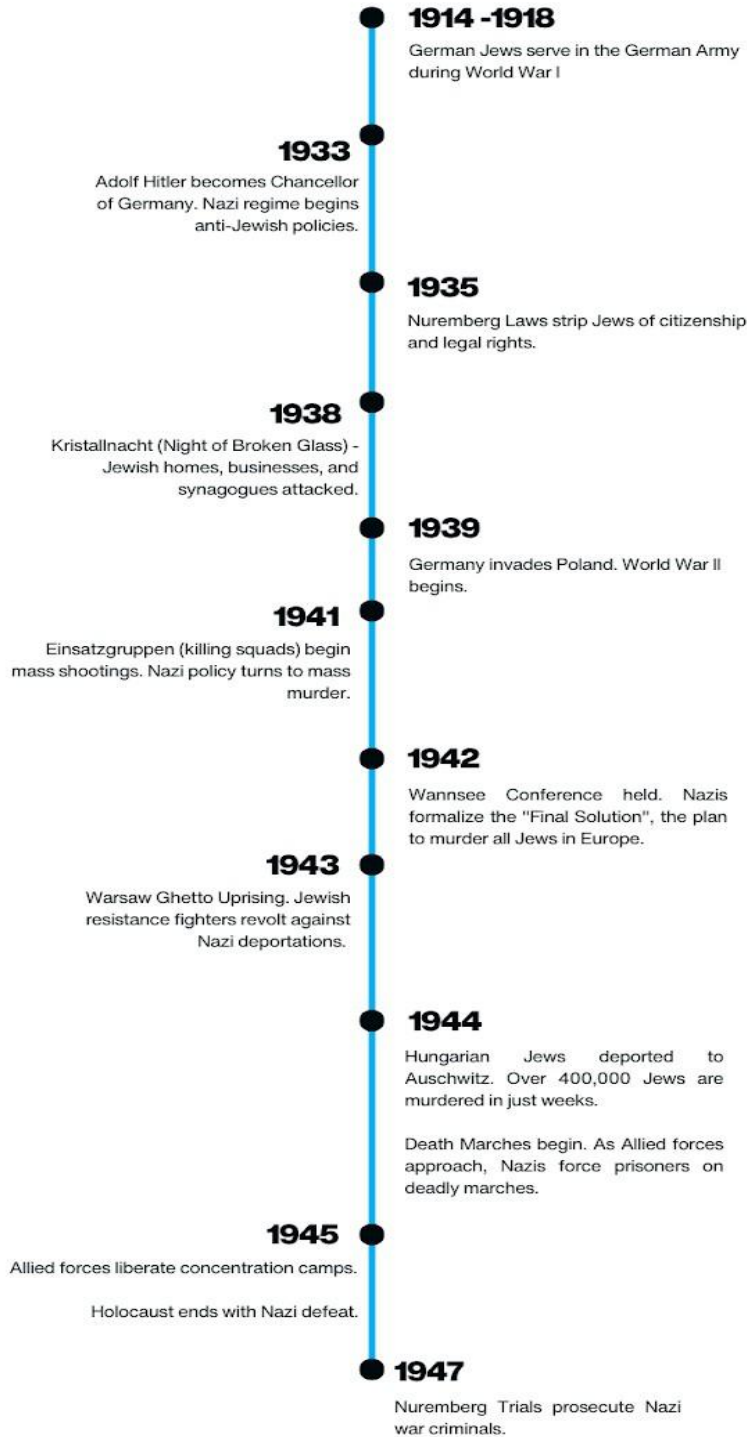 1914 -1918
German Jews serve in the German Army
during World War I
1933
Adolf Hitler becomes Chancellor
of Germany. Nazi regime begins
anti-Jewish policies.
1935
Nuremberg Laws strip Jews of citizenship
and legal rights.
1938
Kristallnacht (Night of Broken Glass) -
Jewish homes, businesses, and
synagogues attacked.
1939
Germany invades Poland. World War II
begins.
1941
Einsatzgruppen (killing squads) begin
mass shootings. Nazi policy turns to mass
murder.
1942
Wannsee Conference held. Nazis
formalize the "Final Solution", the plan
to murder all Jews in Europe.
1943
Warsaw Ghetto Uprising. Jewish
resistance fighters revolt against
Nazi deportations.
1944
Hungarian Jews deported to
Auschwitz. Over 400,000 Jews are
murdered in just weeks.
Death Marches begin. As Allied forces
approach, Nazis force prisoners on
deadly marches.
1945
Allied forces liberate concentration camps.
Holocaust ends with Nazi defeat.
1947
Nuremberg Trials prosecute Nazi
war criminals.